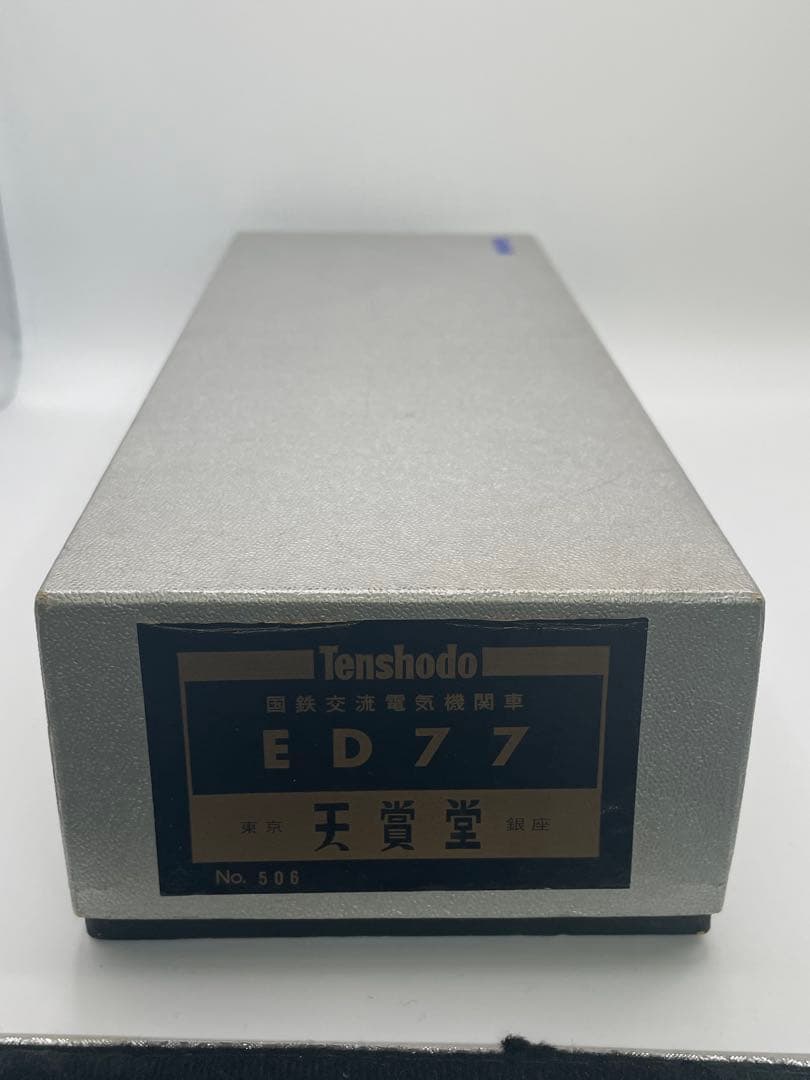 Tenshodo
国鉄交流電気機関車
ED77
東京 天賞堂 銀座
No. 506